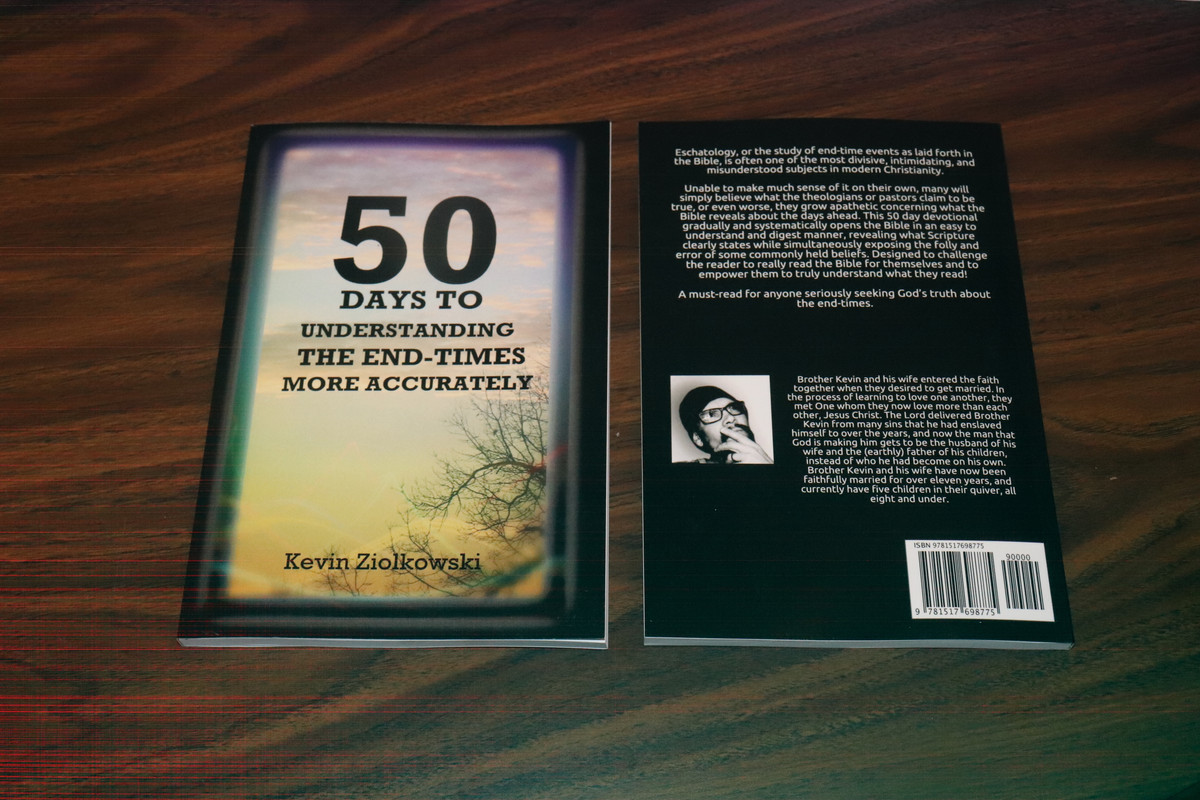 50
DAYS TO
UNDERSTANDING
THE END-TIMES
MORE ACCURATELY
Kevin Ziolkowski
Eschatology, or the study of end-time events as laid forth in
the Bible, is often one of the most divisive, intimidating, and
misunderstood subjects in modern Christianity.
Unable to make much sense of it on their own, many will
simply believe what the theologians or pastors claim to be
true, or even worse, they grow apathetic concerning what the
Bible reveals about the days ahead. This 50 day devotional
gradually and systematically opens the Bible in an easy to
understand and digest manner, revealing what Scripture
clearly states while simultaneously exposing the folly and
error of some commonly held beliefs. Designed to challenge
the reader to really read the Bible for themselves and to
empower them to truly understand what they read!
A must-read for anyone seriously seeking God's truth about
the end-times.
Brother Kevin and his wife entered the faith
together when they desired to get married. In
the process of learning to love one another, they
met One whom they now love more than each
other, Jesus Christ. The Lord delivered Brother
Kevin from many sins that he had enslaved
himself to over the years, and now the man that
God is making him gets to be the husband of his
wife and the (earthly) father of his children,
instead of who he had become on his own.
Brother Kevin and his wife have now been
faithfully married for over eleven years, and
currently have five children in their quiver, all
eight and under.
ISBN 9781517698775
90000
9 781517 698775